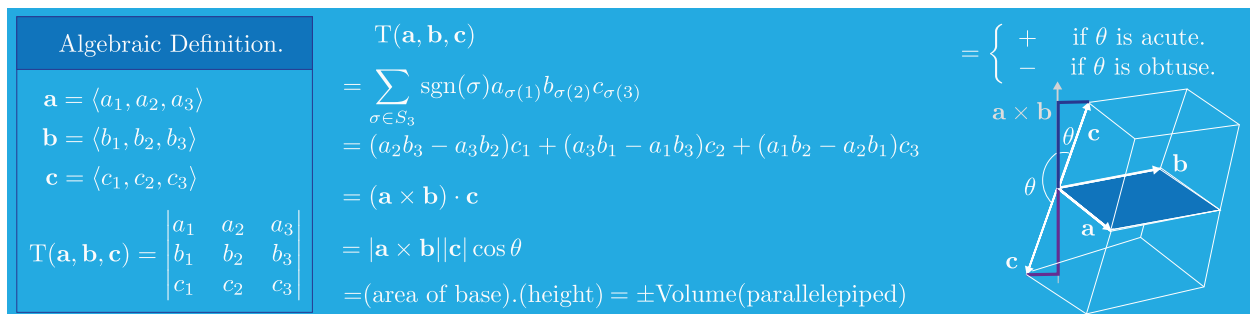 Algebraic Definition.
a = ⟨a₁, a₂, a₃⟩
b = ⟨b₁, b₂, b₃⟩
c = ⟨c₁, c₂, c₃⟩
T(a, b, c) = |a₁ a₂ a₃|
|b₁ b₂ b₃|
|c₁ c₂ c₃|
T(a, b, c)
= ∑_{σ∈S₃} sgn(σ)a_{σ(1)}b_{σ(2)}c_{σ(3)}
= (a₂b₃ − a₃b₂)c₁ + (a₃b₁ − a₁b₃)c₂ + (a₁b₂ − a₂b₁)c₃
= (a × b) · c
= |a × b||c| cos θ
=(area of base).(height) = ±Volume(parallelepiped)
= { + if θ is acute.
− if θ is obtuse.
a × b
c
θ
b
θ
a
c